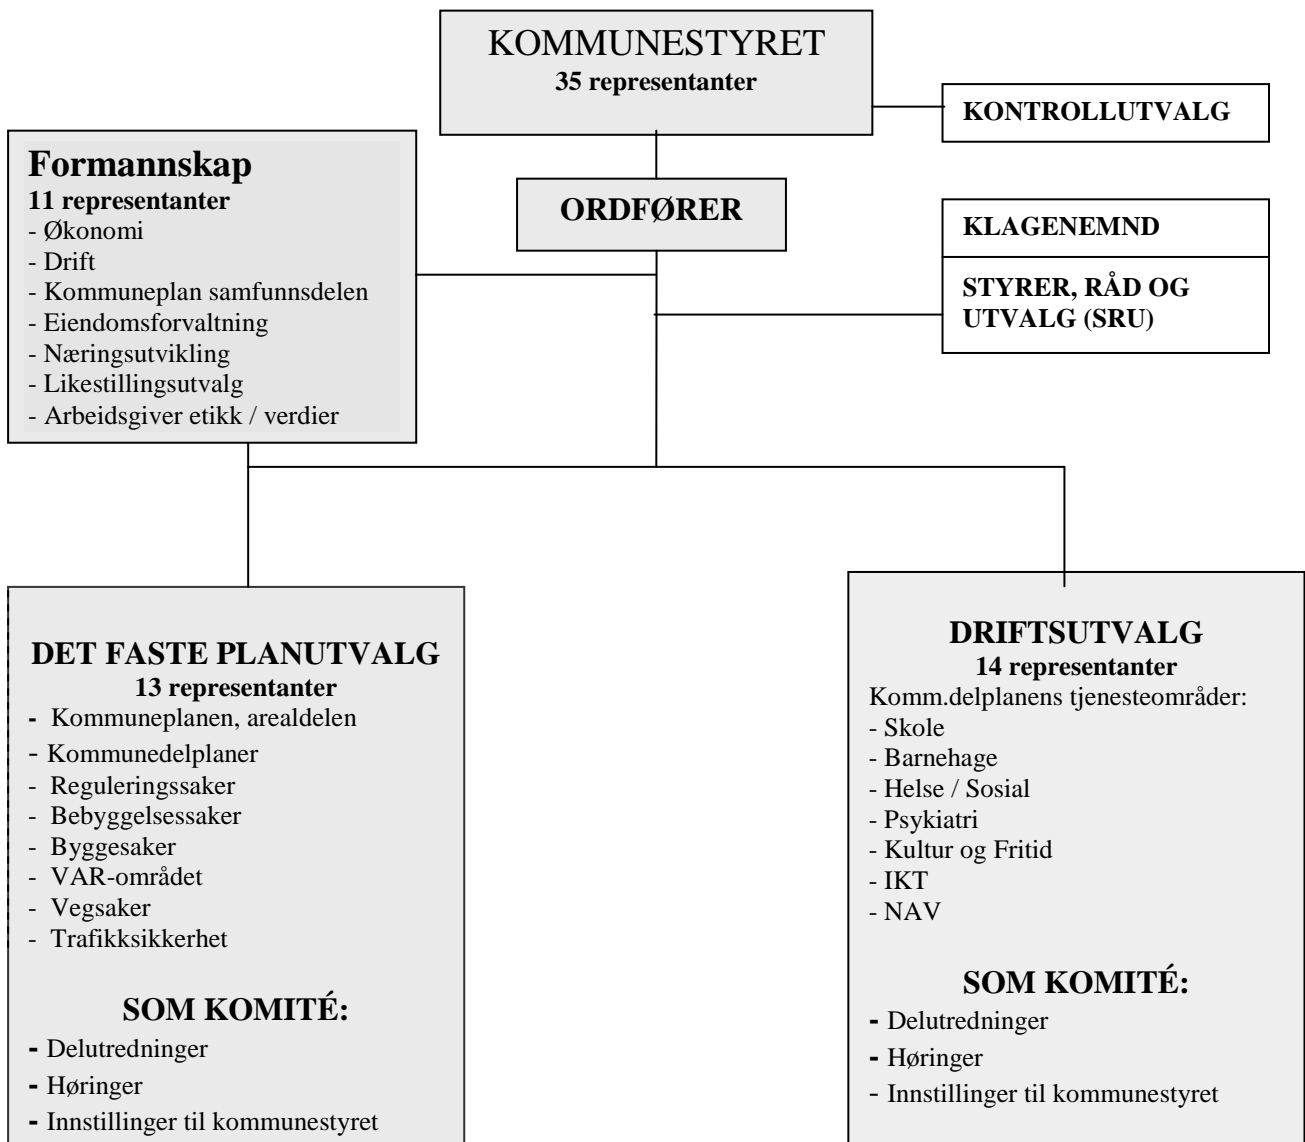 KOMMUNESTYRET
35 representanter
KONTROLLUTVALG
Formannskap
11 representanter
- Økonomi
- Drift
- Kommuneplan samfunnsdelen
- Eiendomsforvaltning
- Næringsutvikling
- Likestillingsutvalg
- Arbeidsgiver etikk / verdier
ORDFØRER
KLAGENEMND
STYRER, RÅD OG
UTVALG (SRU)
DET FASTE PLANUTVALG
13 representanter
- Kommuneplanen, arealdelen
- Kommunedelplaner
- Reguleringssaker
- Bebyggelsessaker
- Byggesaker
- VAR-området
- Vegsaker
- Trafikksikkerhet
SOM KOMITÉ:
- Delutredninger
- Høringer
- Innstillinger til kommunestyret
DRIFTSUTVALG
14 representanter
Komm.delplanens tjenesteområder:
- Skole
- Barnehage
- Helse / Sosial
- Psykiatri
- Kultur og Fritid
- IKT
- NAV
SOM KOMITÉ:
- Delutredninger
- Høringer
- Innstillinger til kommunestyret